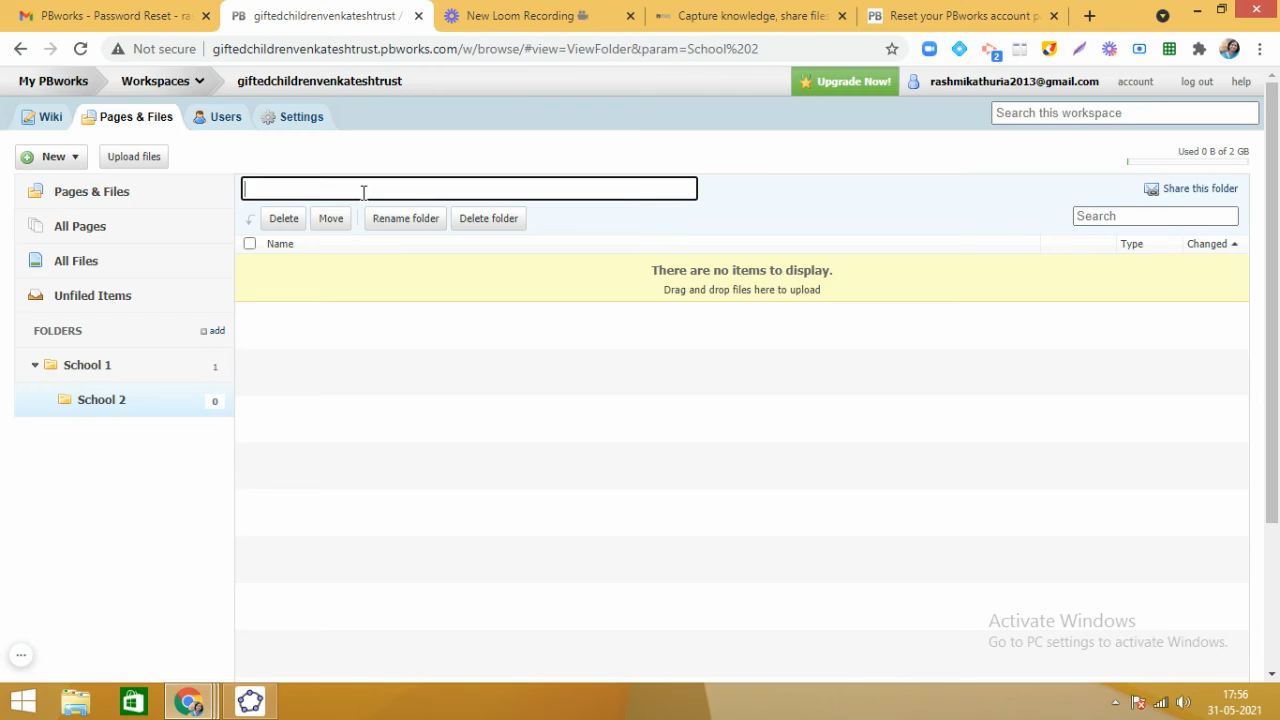 PBworks - Password Reset - ras
PB giftedchildrenvenkateshtrust /
New Loom Recording
Capture knowledge, share files
PB Reset your PBworks account p
Not secure giftedchildrenvenkateshtrust.pbworks.com/w/browse/#view=ViewFolder&param=School%202
2
My PBworks Workspaces giftedchildrenvenkateshtrust Upgrade Now! rashmikathuria2013@gmail.com account log out help
Wiki Pages & Files Users Settings Search this workspace
New Upload files Used 0 B of 2 GB
Pages & Files
All Pages
All Files
Unfiled Items
FOLDERS add
School 1 1
School 2 0
Share this folder
Delete Move Rename folder Delete folder Search
Name Type Changed
There are no items to display.
Drag and drop files here to upload
Activate Windows
Go to PC settings to activate Windows.
17:56
31-05-2021